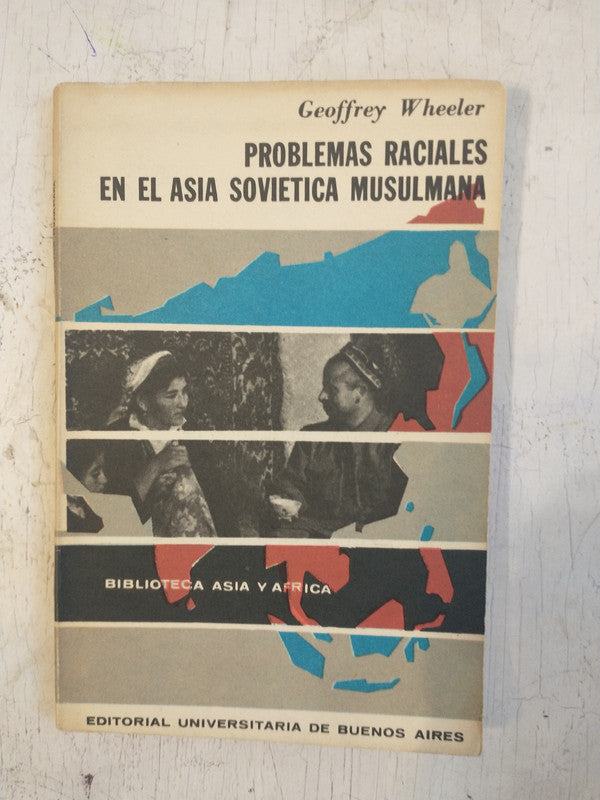 Geoffrey Wheeler
PROBLEMAS RACIALES
EN EL ASIA SOVIETICA MUSULMANA
BIBLIOTECA ASIA Y AFRICA
EDITORIAL UNIVERSITARIA DE BUENOS AIRES